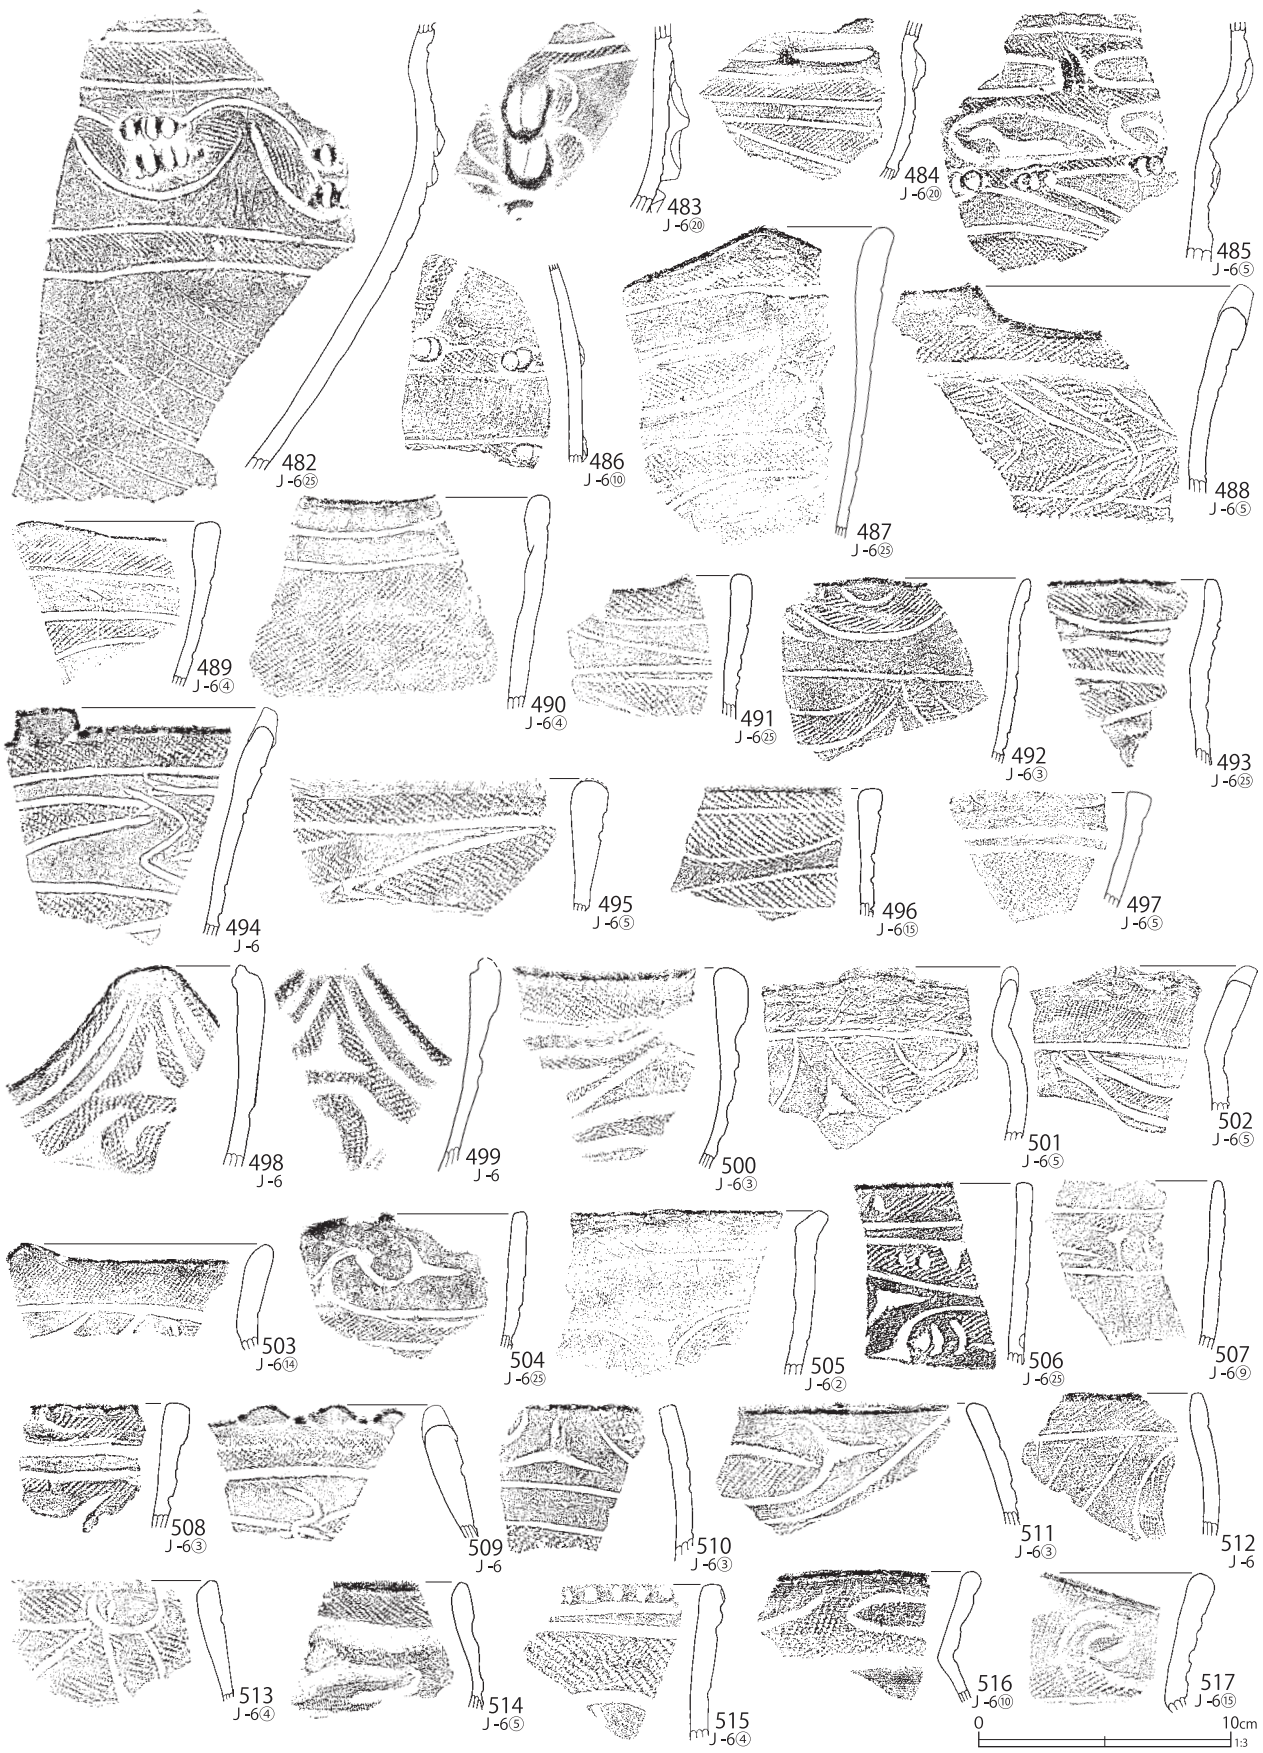 482
J-6㉕
483
J-6⑳
484
J-6⑳
485
J-6⑤
486
J-6⑩
487
J-6㉕
488
J-6⑤
489
J-6④
490
J-6④
491
J-6㉕
492
J-6③
493
J-6㉕
494
J-6
495
J-6⑤
496
J-6⑮
497
J-6⑤
498
J-6
499
J-6
500
J-6③
501
J-6⑤
502
J-6⑤
503
J-6⑭
504
J-6㉕
505
J-6②
506
J-6㉕
507
J-6⑨
508
J-6③
509
J-6
510
J-6③
511
J-6③
512
J-6
513
J-6④
514
J-6⑤
515
J-6④
516
J-6⑩
517
J-6⑮
0 10cm
1:3